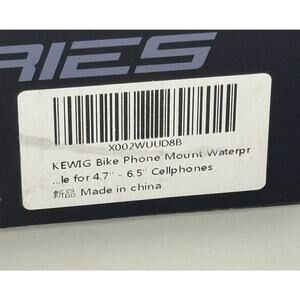 RIES
X002WUUD8B
KEWIG Bike Phone Mount Waterpr
...le for 4.7" - 6.5" Cellphones
新品 Made in china